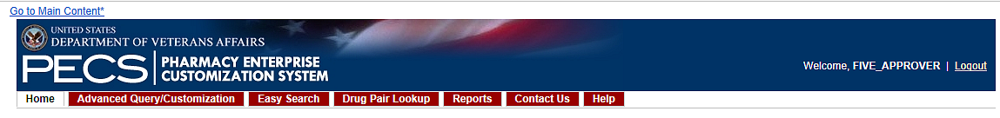 Go to Main Content*
UNITED STATES
DEPARTMENT OF VETERANS AFFAIRS
PECS PHARMACY ENTERPRISE
CUSTOMIZATION SYSTEM
Welcome, FIVE_APPROVER | Logout
Home Advanced Query/Customization Easy Search Drug Pair Lookup Reports Contact Us Help